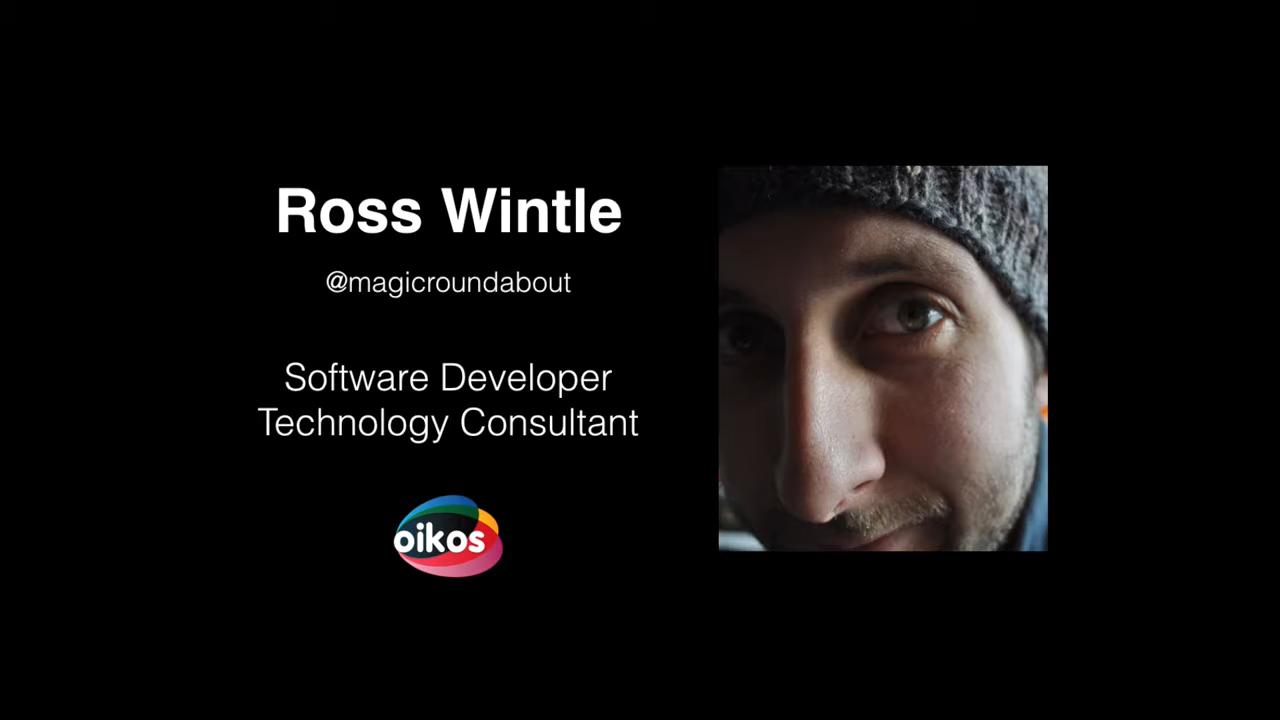 Ross Wintle
@magicroundabout
Software Developer
Technology Consultant
oikos